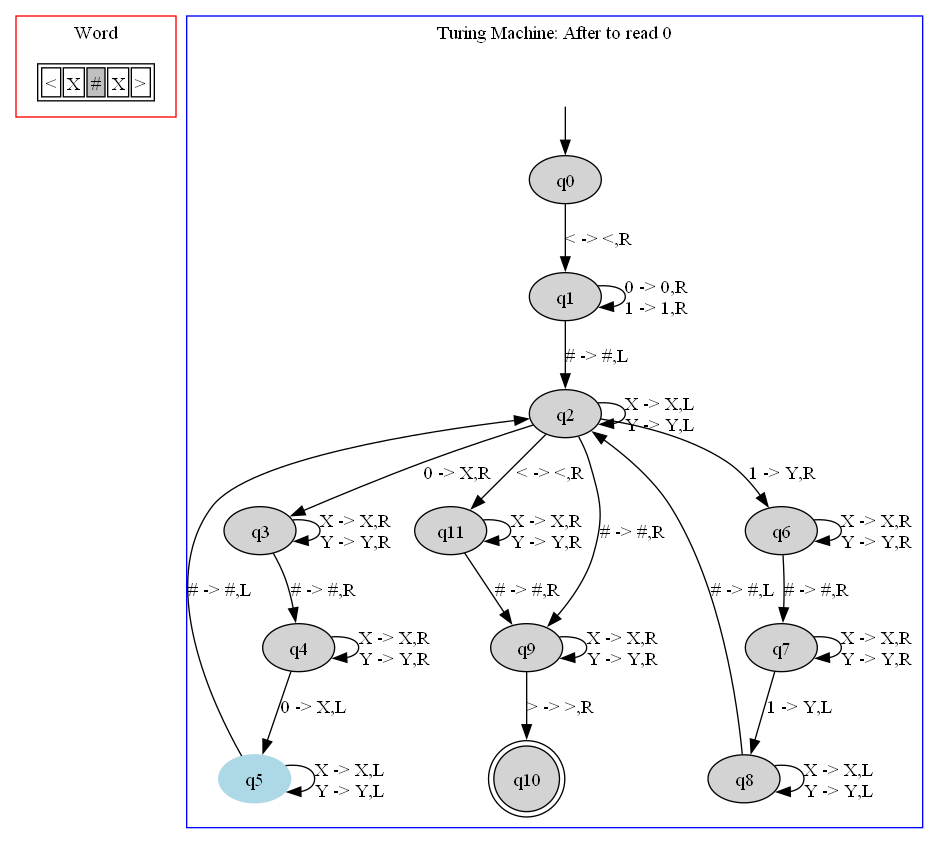 Word
< X # X >
Turing Machine: After to read 0
q0
< -> <,R
q1
0 -> 0,R
1 -> 1,R
# -> #,L
q2
X -> X,L
Y -> Y,L
0 -> X,R
< -> <,R
# -> #,R
1 -> Y,R
q3
X -> X,R
Y -> Y,R
q11
X -> X,R
Y -> Y,R
q6
X -> X,R
Y -> Y,R
# -> #,L
# -> #,R
# -> #,R
# -> #,L
# -> #,R
q4
X -> X,R
Y -> Y,R
q9
X -> X,R
Y -> Y,R
q7
X -> X,R
Y -> Y,R
0 -> X,L
> -> >,R
1 -> Y,L
q5
X -> X,L
Y -> Y,L
q10
q8
X -> X,L
Y -> Y,L